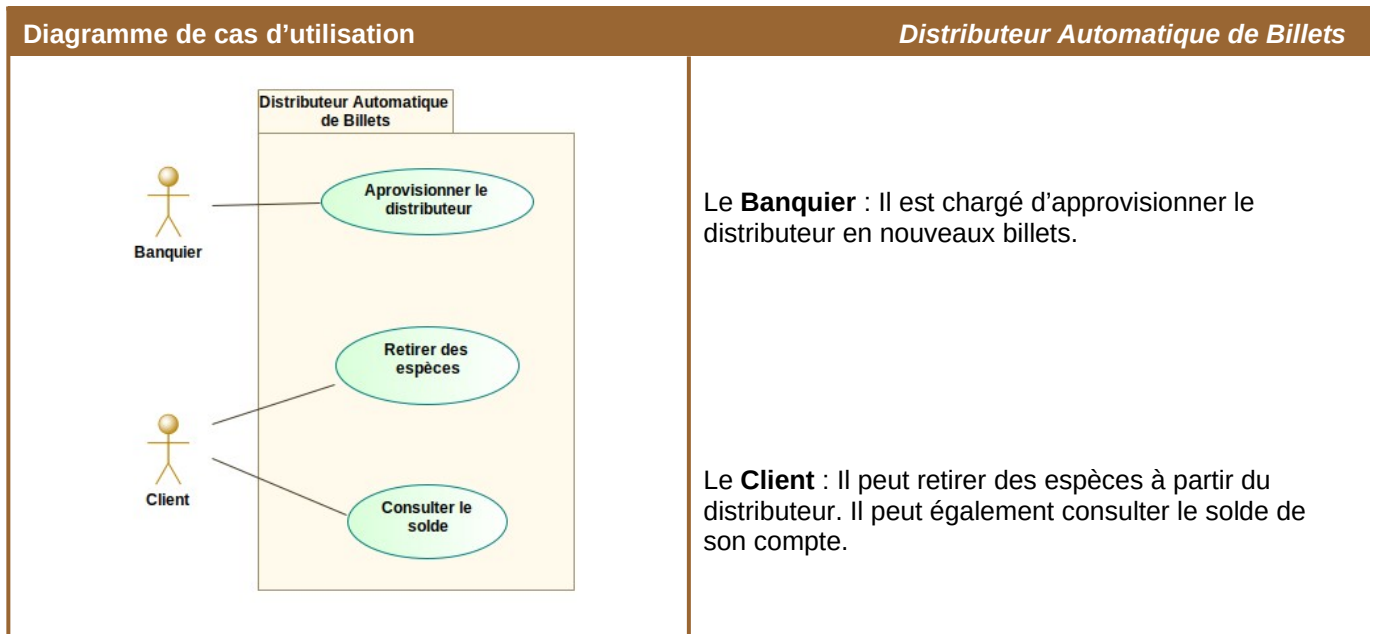 Diagramme de cas d’utilisation
Distributeur Automatique de Billets
Distributeur Automatique
de Billets
Aprovisionner le
distributeur
Banquier
Retirer des
espèces
Client
Consulter le
solde
Le Banquier : Il est chargé d’approvisionner le
distributeur en nouveaux billets.
Le Client : Il peut retirer des espèces à partir du
distributeur. Il peut également consulter le solde de
son compte.